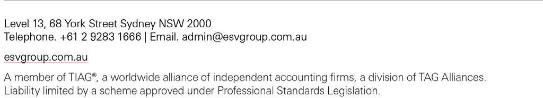 Level 13, 68 York Street Sydney NSW 2000
Telephone. +61 2 9283 1666 | Email. admin@esvgroup.com.au
esvgroup.com.au
A member of TIAG®, a worldwide alliance of independent accounting firms, a division of TAG Alliances.
Liability limited by a scheme approved under Professional Standards Legislation.